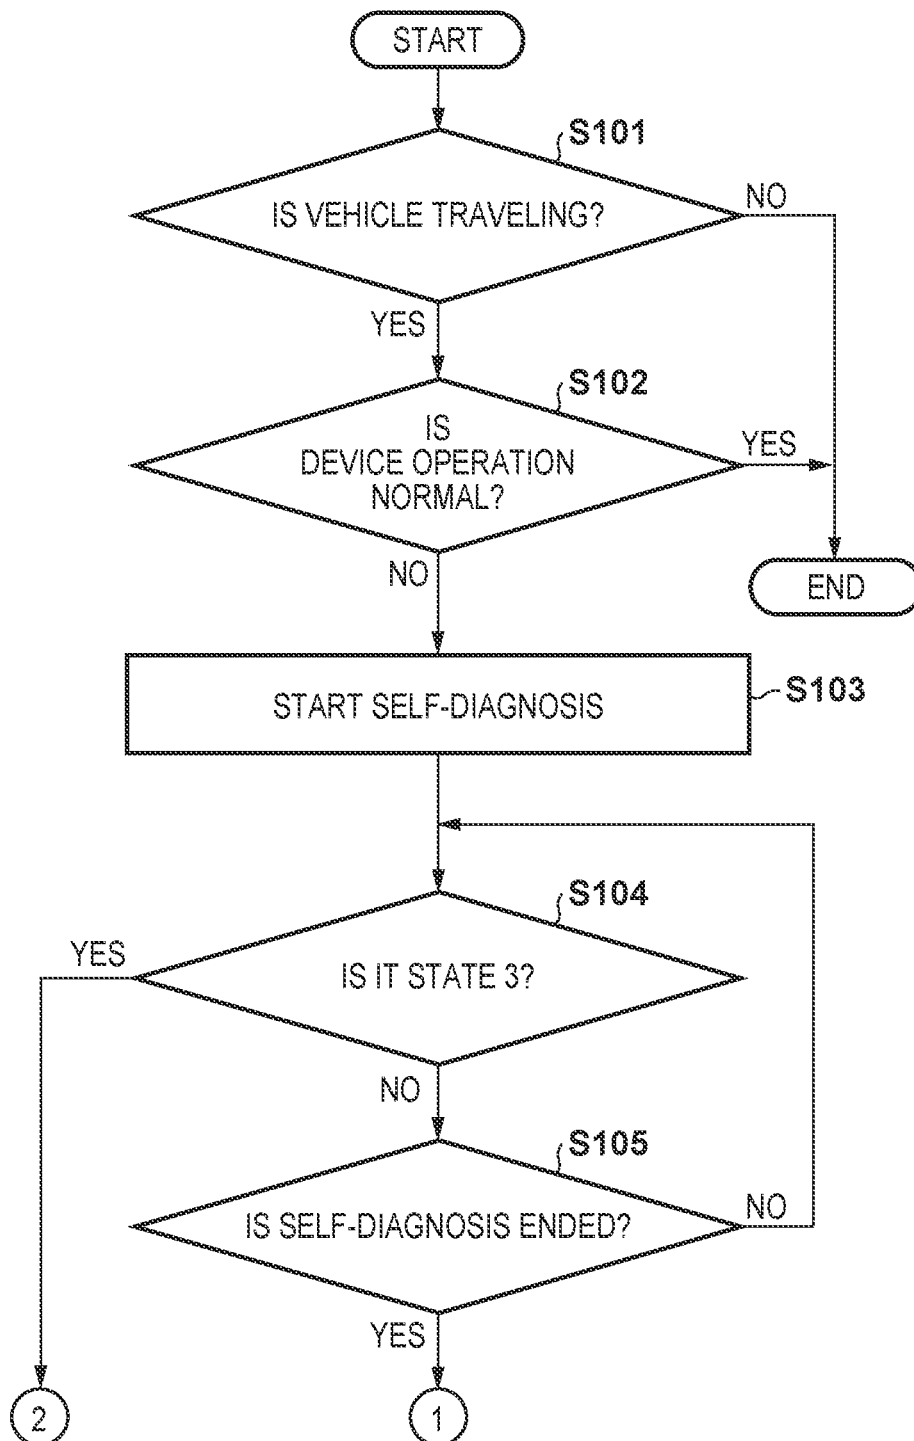 START
S101
IS VEHICLE TRAVELING?
NO
YES
S102
IS
DEVICE OPERATION
NORMAL?
YES
NO
END
START SELF-DIAGNOSIS
S103
S104
YES
IS IT STATE 3?
NO
S105
IS SELF-DIAGNOSIS ENDED?
NO
YES
2
1